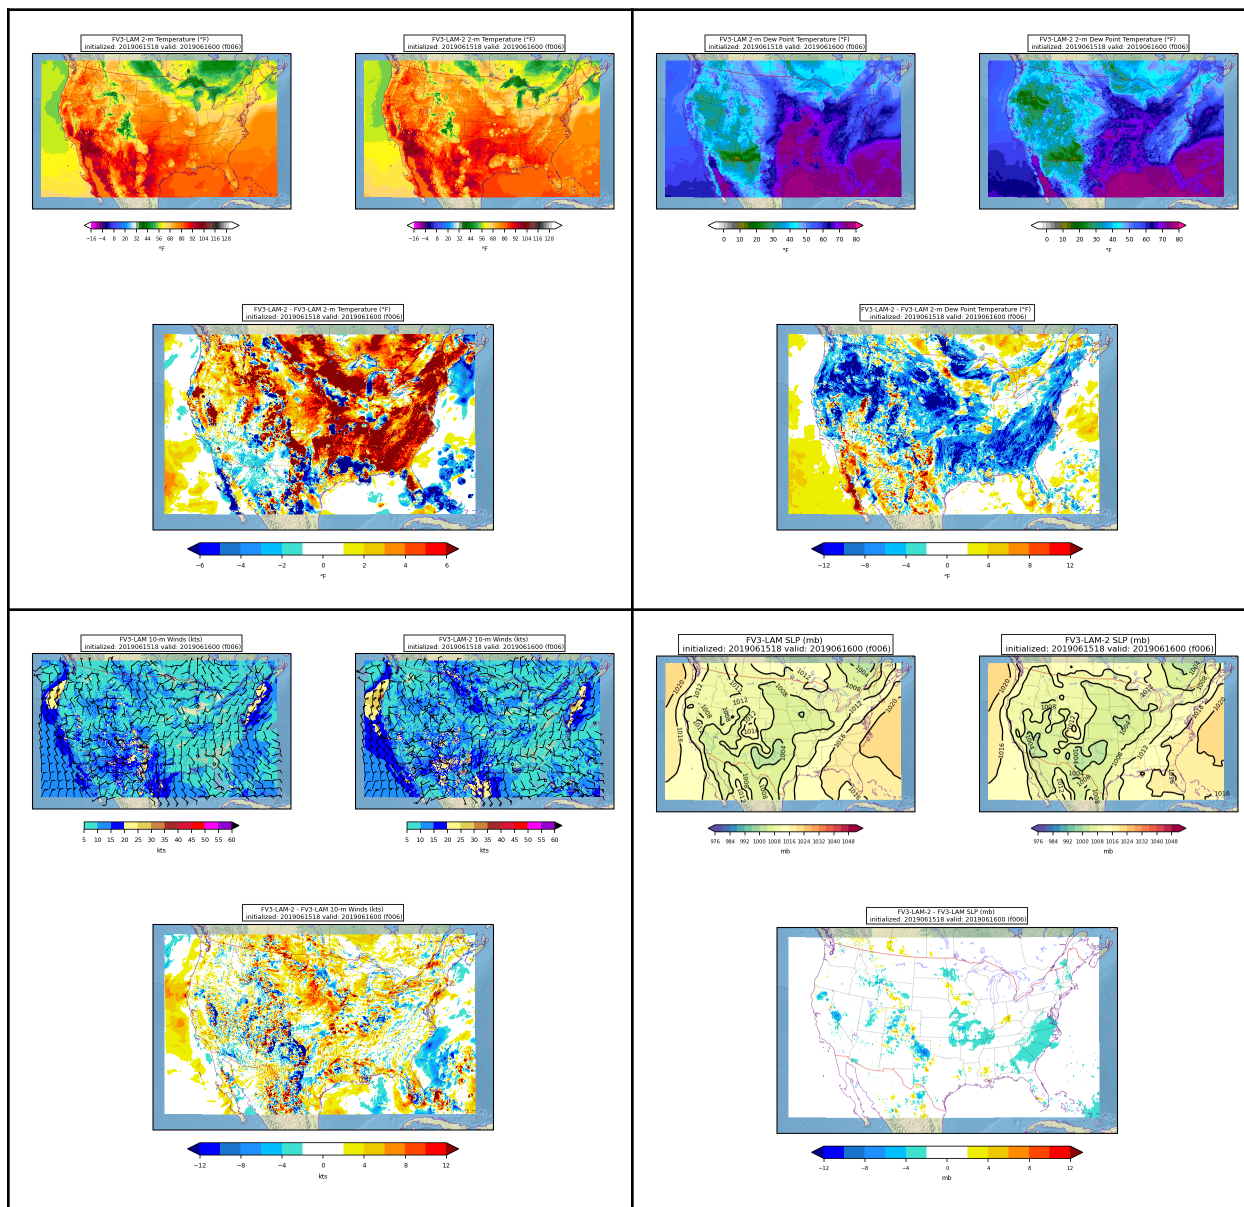 FV3-LAM 2-m Temperature (°F)
initialized: 2019061518 valid: 2019061600 (f006)
FV3-LAM-2 2-m Temperature (°F)
initialized: 2019061518 valid: 2019061600 (f006)
−16 −4 8 20 32 44 56 68 80 92 104 116 128
°F
−16 −4 8 20 32 44 56 68 80 92 104 116 128
°F
FV3-LAM-2 - FV3-LAM 2-m Temperature (°F)
initialized: 2019061518 valid: 2019061600 (f006)
−6 −4 −2 0 2 4 6
°F
FV3-LAM 2-m Dew Point Temperature (°F)
initialized: 2019061518 valid: 2019061600 (f006)
FV3-LAM-2 2-m Dew Point Temperature (°F)
initialized: 2019061518 valid: 2019061600 (f006)
0 10 20 30 40 50 60 70 80
°F
0 10 20 30 40 50 60 70 80
°F
FV3-LAM-2 - FV3-LAM 2-m Dew Point Temperature (°F)
initialized: 2019061518 valid: 2019061600 (f006)
−12 −8 −4 0 4 8 12
°F
FV3-LAM 10-m Winds (kts)
initialized: 2019061518 valid: 2019061600 (f006)
FV3-LAM-2 10-m Winds (kts)
initialized: 2019061518 valid: 2019061600 (f006)
5 10 15 20 25 30 35 40 45 50 55 60
kts
5 10 15 20 25 30 35 40 45 50 55 60
kts
FV3-LAM-2 - FV3-LAM 10-m Winds (kts)
initialized: 2019061518 valid: 2019061600 (f006)
−12 −8 −4 0 4 8 12
kts
FV3-LAM SLP (mb)
initialized: 2019061518 valid: 2019061600 (f006)
FV3-LAM-2 SLP (mb)
initialized: 2019061518 valid: 2019061600 (f006)
976 984 992 1000 1008 1016 1024 1032 1040 1048
mb
976 984 992 1000 1008 1016 1024 1032 1040 1048
mb
FV3-LAM-2 - FV3-LAM SLP (mb)
initialized: 2019061518 valid: 2019061600 (f006)
−12 −8 −4 0 4 8 12
mb